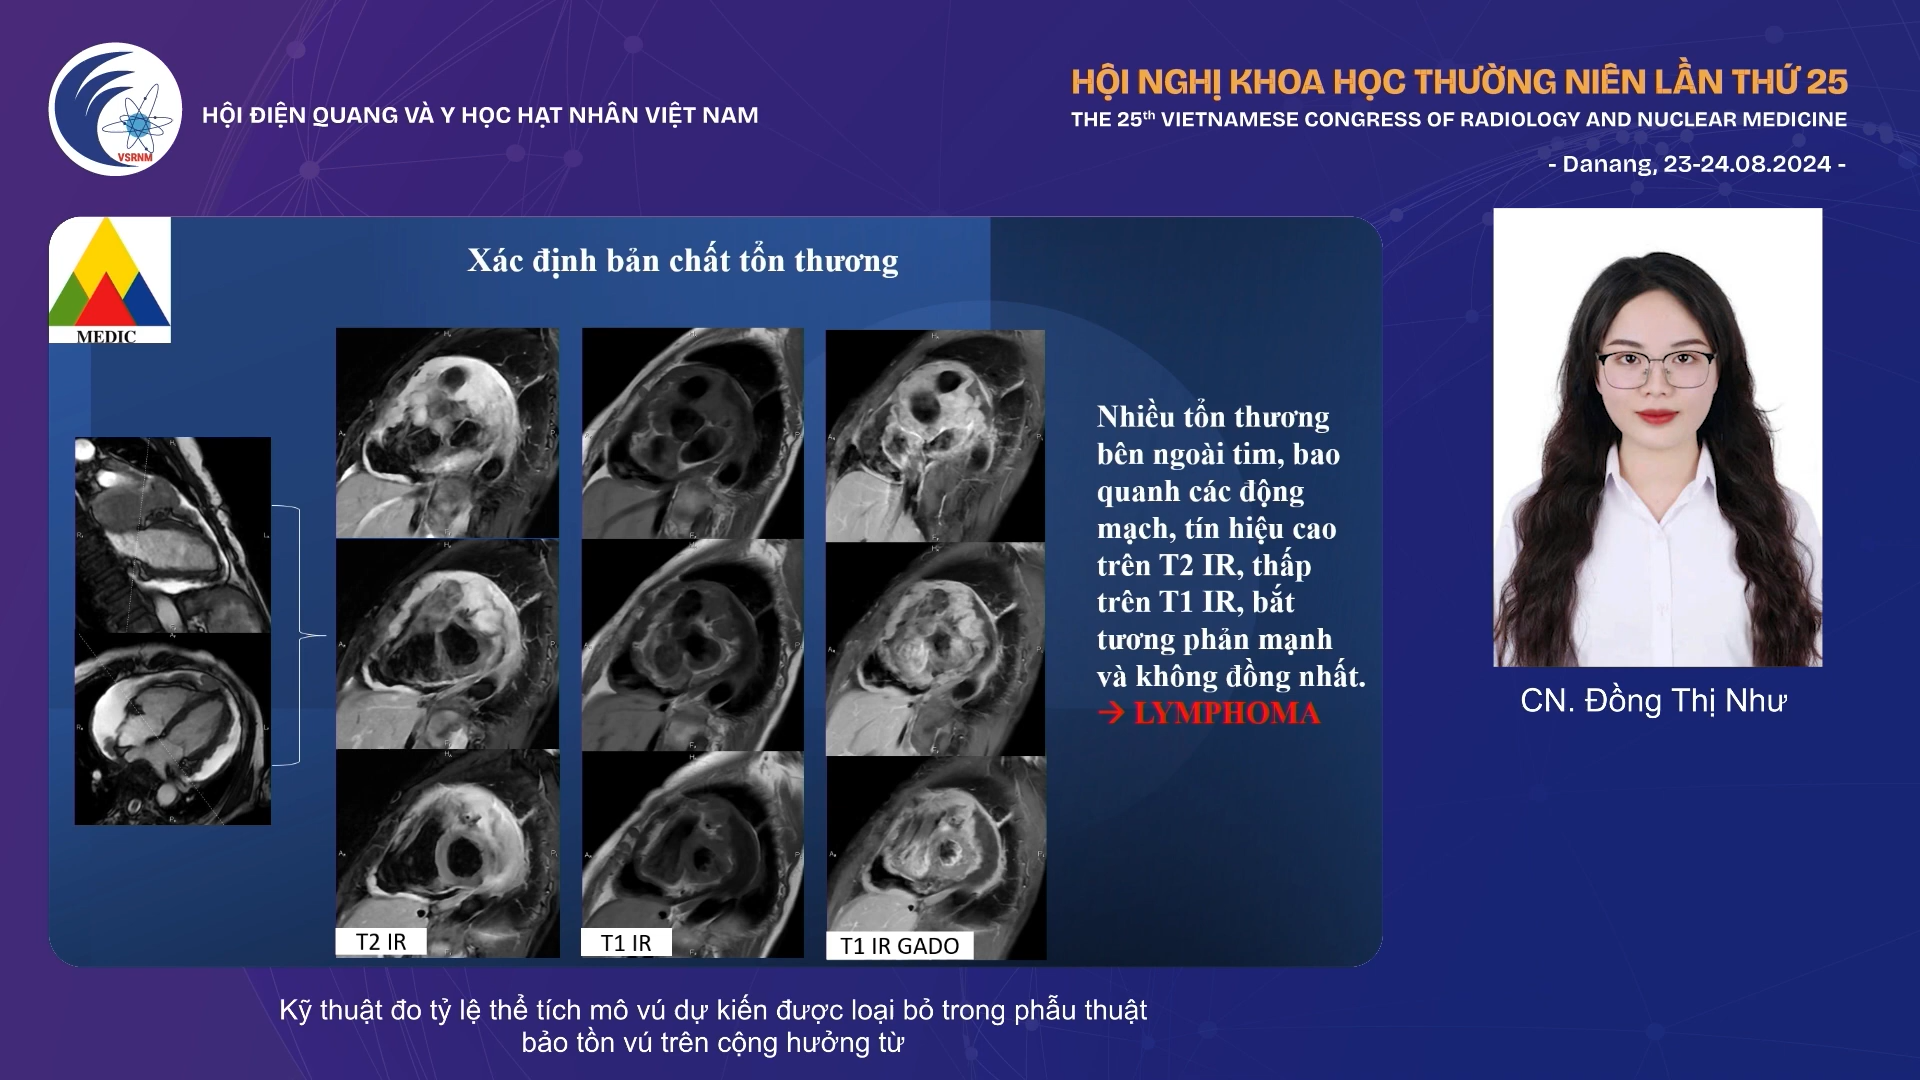 VSRNM
HỘI ĐIỆN QUANG VÀ Y HỌC HẠT NHÂN VIỆT NAM
HỘI NGHỊ KHOA HỌC THƯỜNG NIÊN LẦN THỨ 25
THE 25th VIETNAMESE CONGRESS OF RADIOLOGY AND NUCLEAR MEDICINE
- Danang, 23-24.08.2024 -
MEDIC
Xác định bản chất tổn thương
Nhiều tổn thương
bên ngoài tim, bao
quanh các động
mạch, tín hiệu cao
trên T2 IR, thấp
trên T1 IR, bắt
tương phản mạnh
và không đồng nhất.
→ LYMPHOMA
T2 IR
T1 IR
T1 IR GADO
CN. Đồng Thị Như
Kỹ thuật đo tỷ lệ thể tích mô vú dự kiến được loại bỏ trong phẫu thuật
bảo tồn vú trên cộng hưởng từ